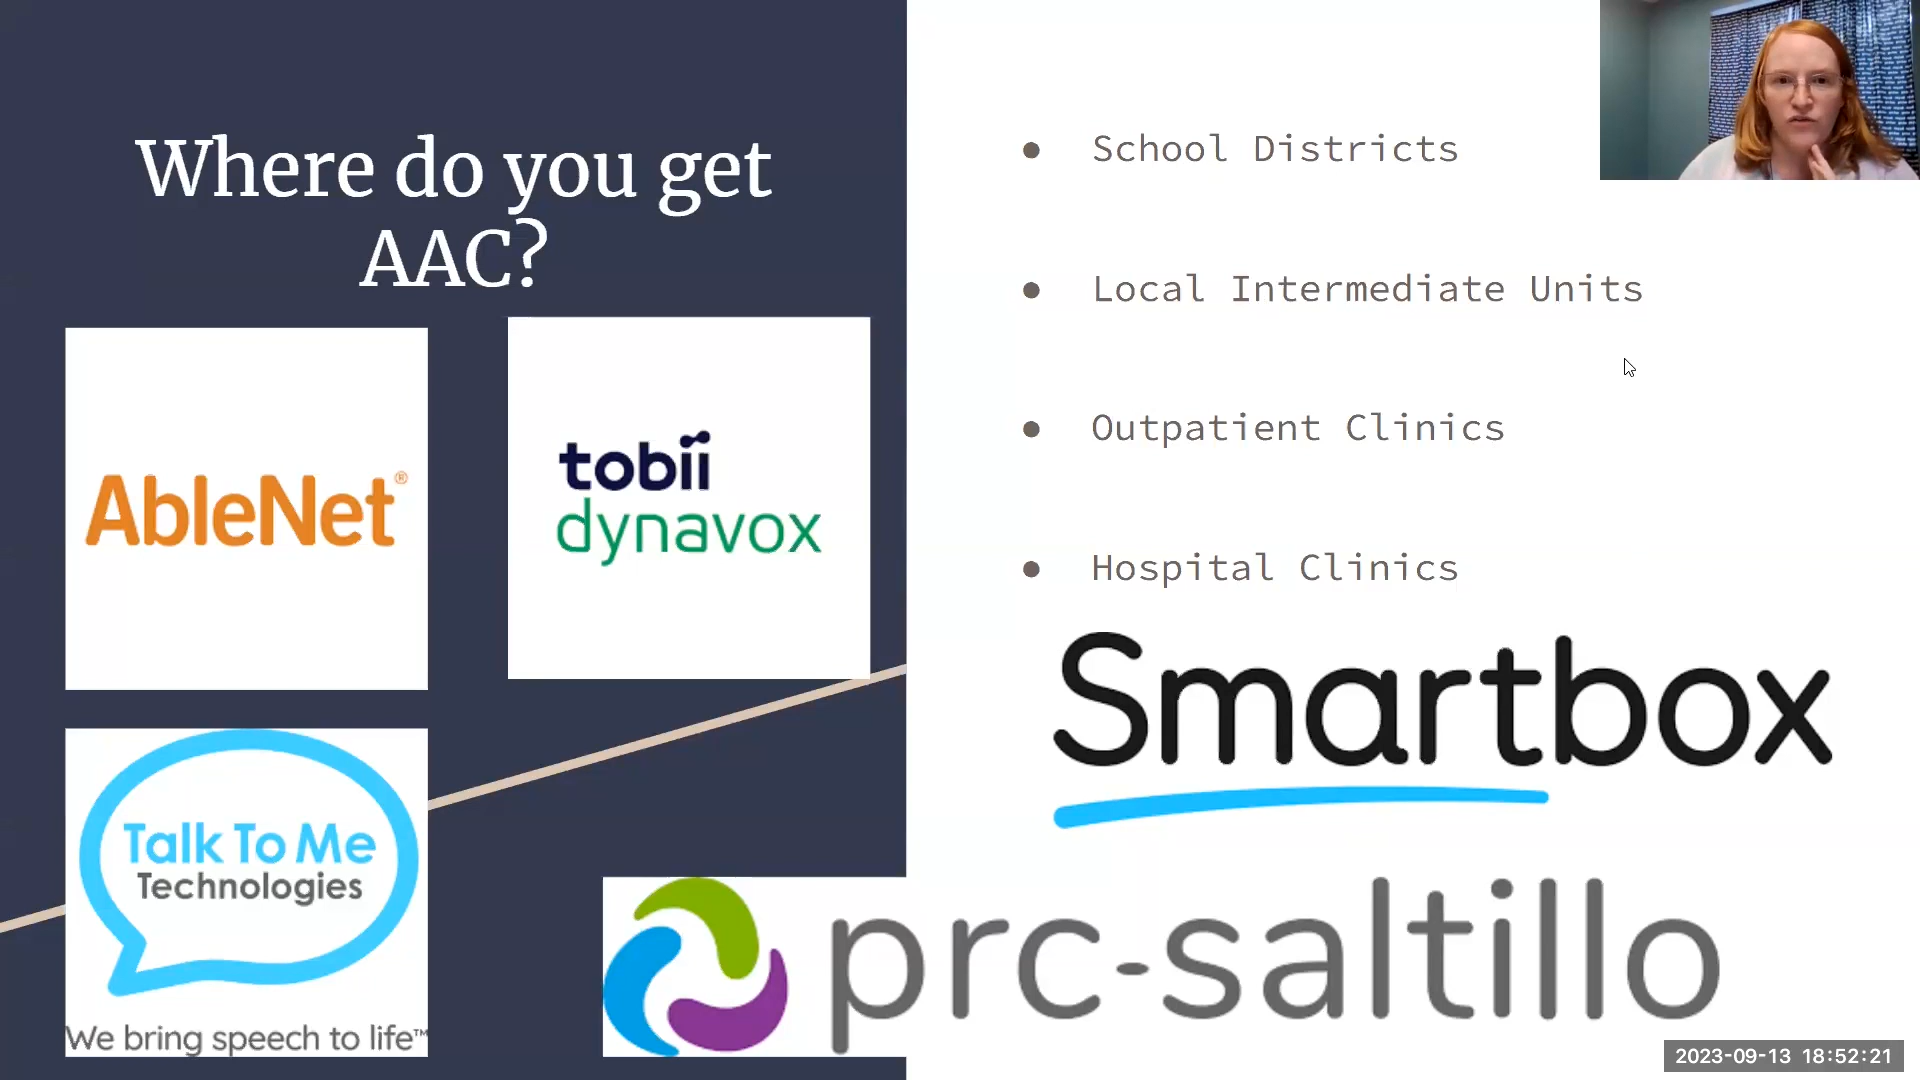 Where do you get
AAC?
AbleNet®
tobii
dynavox
Talk To Me
Technologies
We bring speech to life™
● School Districts
● Local Intermediate Units
● Outpatient Clinics
● Hospital Clinics
Smartbox
prc-saltillo
2023-09-13 18:52:21